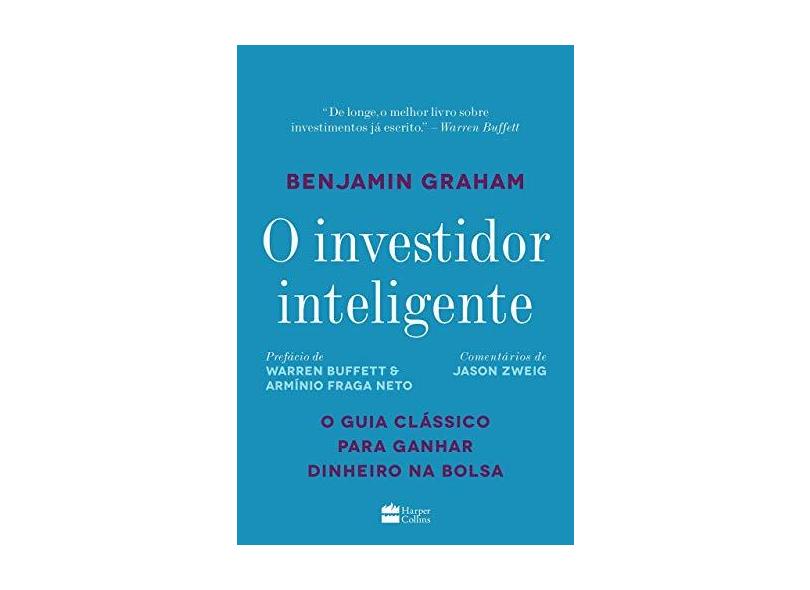 “De longe, o melhor livro sobre
investimentos já escrito.” – Warren Buffett
BENJAMIN GRAHAM
O investidor
inteligente
Prefácio de
WARREN BUFFETT &
ARMÍNIO FRAGA NETO
Comentários de
JASON ZWEIG
O GUIA CLÁSSICO
PARA GANHAR
DINHEIRO NA BOLSA
Harper
Collins